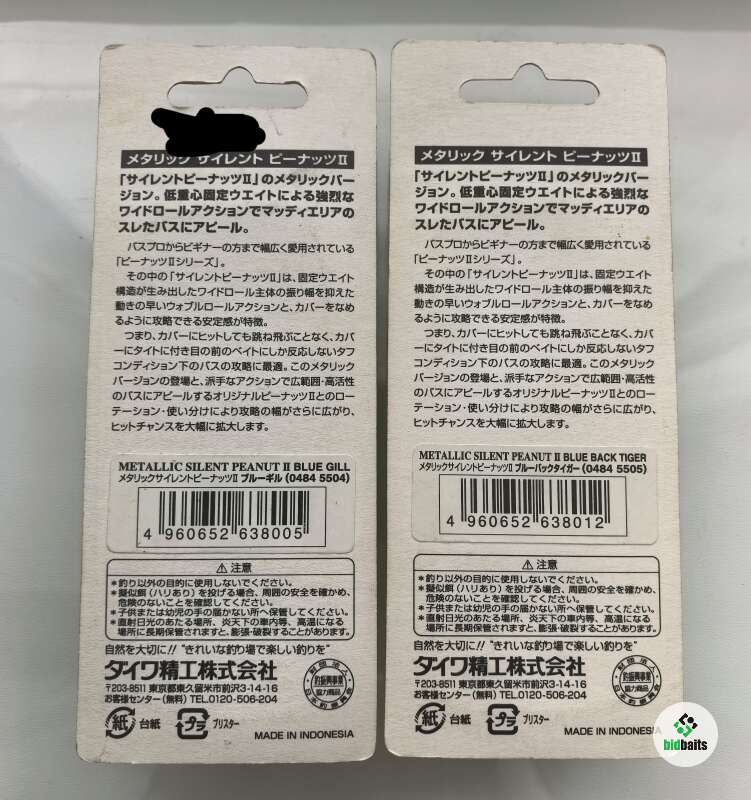 メタリック サイレント ピーナッツⅡ
「サイレントピーナッツⅡ」のメタリックバー
ジョン。低重心固定ウエイトによる強烈な
ワイドロールアクションでマッディエリアの
スレたバスにアピール。
バスプロからビギナーの方まで幅広く愛用されている
「ピーナッツⅡシリーズ」。
その中の「サイレントピーナッツⅡ」は、固定ウエイト
構造が生み出したワイドロール主体の振り幅を抑えた
動きの早いウォブルロールアクションと、カバーをなめ
るように攻略できる安定感が特徴。
つまり、カバーにヒットしても跳ね飛ぶことなく、カバ
ーにタイトに付き目の前のベイトにしか反応しないタフ
コンディション下のバスの攻略に最適。このメタリック
バージョンの登場と、派手なアクションで広範囲・高活性
のバスにアピールするオリジナルピーナッツⅡとのロー
テーション・使い分けにより攻略の幅がさらに広がり、
ヒットチャンスを大幅に拡大します。
METALLIC SILENT PEANUT II BLUE GILL
メタリックサイレントピーナッツⅡ ブルーギル (0484 5504)
4 960652 638005
⚠ 注意
*釣り以外の目的に使用しないでください。
*擬似餌(ハリあり)を投げる場合、周囲の安全を確かめ、
危険のないことを確認してください。
*子供または幼児の手の届かない所へ保管してください。
*直射日光のあたる場所、炎天下の車内等、高温になる
場所に長期保管されますと、膨張・破裂することがあります。
自然を大切に!! "きれいな釣り場で楽しい釣りを"
ダイワ精工株式会社
〒203-8511 東京都東久留米市前沢3-14-16
お客様センター(無料) TEL.0120-506-204
財団法人
釣振興事業
協力商品
日本釣振興会
紙 台紙 プラ ブリスター
MADE IN INDONESIA
メタリック サイレント ピーナッツⅡ
「サイレントピーナッツⅡ」のメタリックバー
ジョン。低重心固定ウエイトによる強烈な
ワイドロールアクションでマッディエリアの
スレたバスにアピール。
バスプロからビギナーの方まで幅広く愛用されている
「ピーナッツⅡシリーズ」。
その中の「サイレントピーナッツⅡ」は、固定ウエイト
構造が生み出したワイドロール主体の振り幅を抑えた
動きの早いウォブルロールアクションと、カバーをなめ
るように攻略できる安定感が特徴。
つまり、カバーにヒットしても跳ね飛ぶことなく、カバ
ーにタイトに付き目の前のベイトにしか反応しないタフ
コンディション下のバスの攻略に最適。このメタリック
バージョンの登場と、派手なアクションで広範囲・高活性
のバスにアピールするオリジナルピーナッツⅡとのロー
テーション・使い分けにより攻略の幅がさらに広がり、
ヒットチャンスを大幅に拡大します。
METALLIC SILENT PEANUT II BLUE BACK TIGER
メタリックサイレントピーナッツⅡ ブルーバックタイガー (0484 5505)
4 960652 638012
⚠ 注意
*釣り以外の目的に使用しないでください。
*擬似餌(ハリあり)を投げる場合、周囲の安全を確かめ、
危険のないことを確認してください。
*子供または幼児の手の届かない所へ保管してください。
*直射日光のあたる場所、炎天下の車内等、高温になる
場所に長期保管されますと、膨張・破裂することがあります。
自然を大切に!! "きれいな釣り場で楽しい釣りを"
ダイワ精工株式会社
〒203-8511 東京都東久留米市前沢3-14-16
お客様センター(無料) TEL.0120-506-204
財団法人
釣振興事業
協力商品
日本釣振興会
紙 台紙 プラ ブリスター
MADE IN INDONESIA
bidbaits